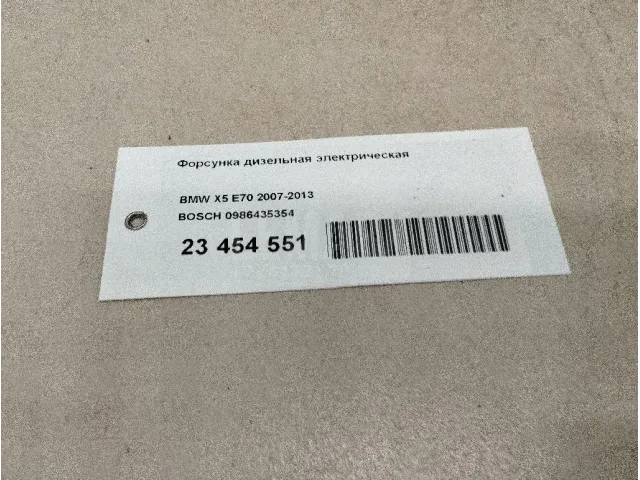 Форсунка дизельная электрическая
BMW X5 E70 2007-2013
BOSCH 0986435354
23 454 551